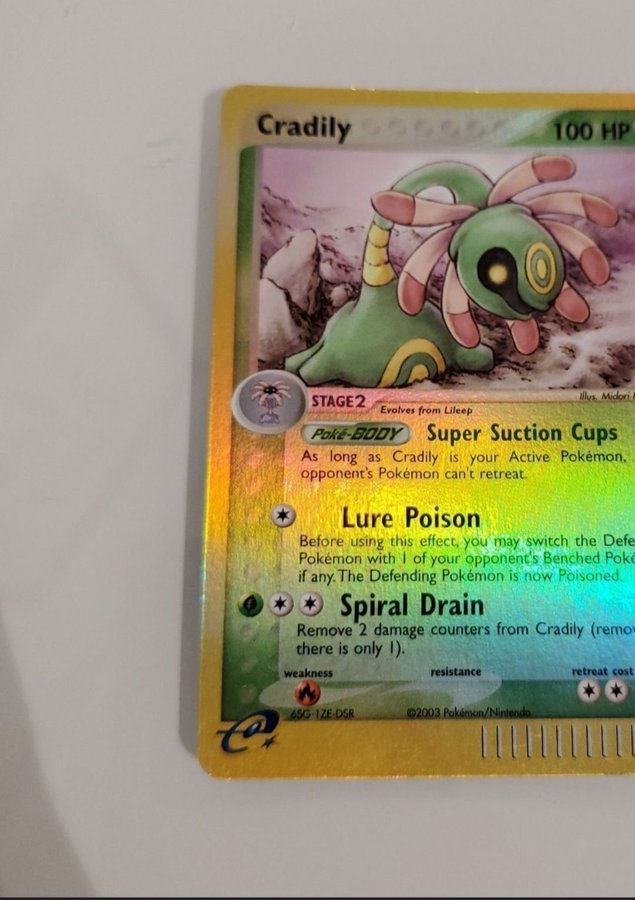 Cradily 100 HP
Illus. Midori
STAGE2
Evolves from Lileep
Poké-BODY Super Suction Cups
As long as Cradily is your Active Pokémon,
opponent's Pokémon can't retreat.
Lure Poison
Before using this effect, you may switch the Defe
Pokémon with 1 of your opponent's Benched Poké
if any. The Defending Pokémon is now Poisoned.
Spiral Drain
Remove 2 damage counters from Cradily (remov
there is only 1).
weakness resistance retreat cost
6SG-1ZE-DSR ©2003 Pokémon/Nintendo
e